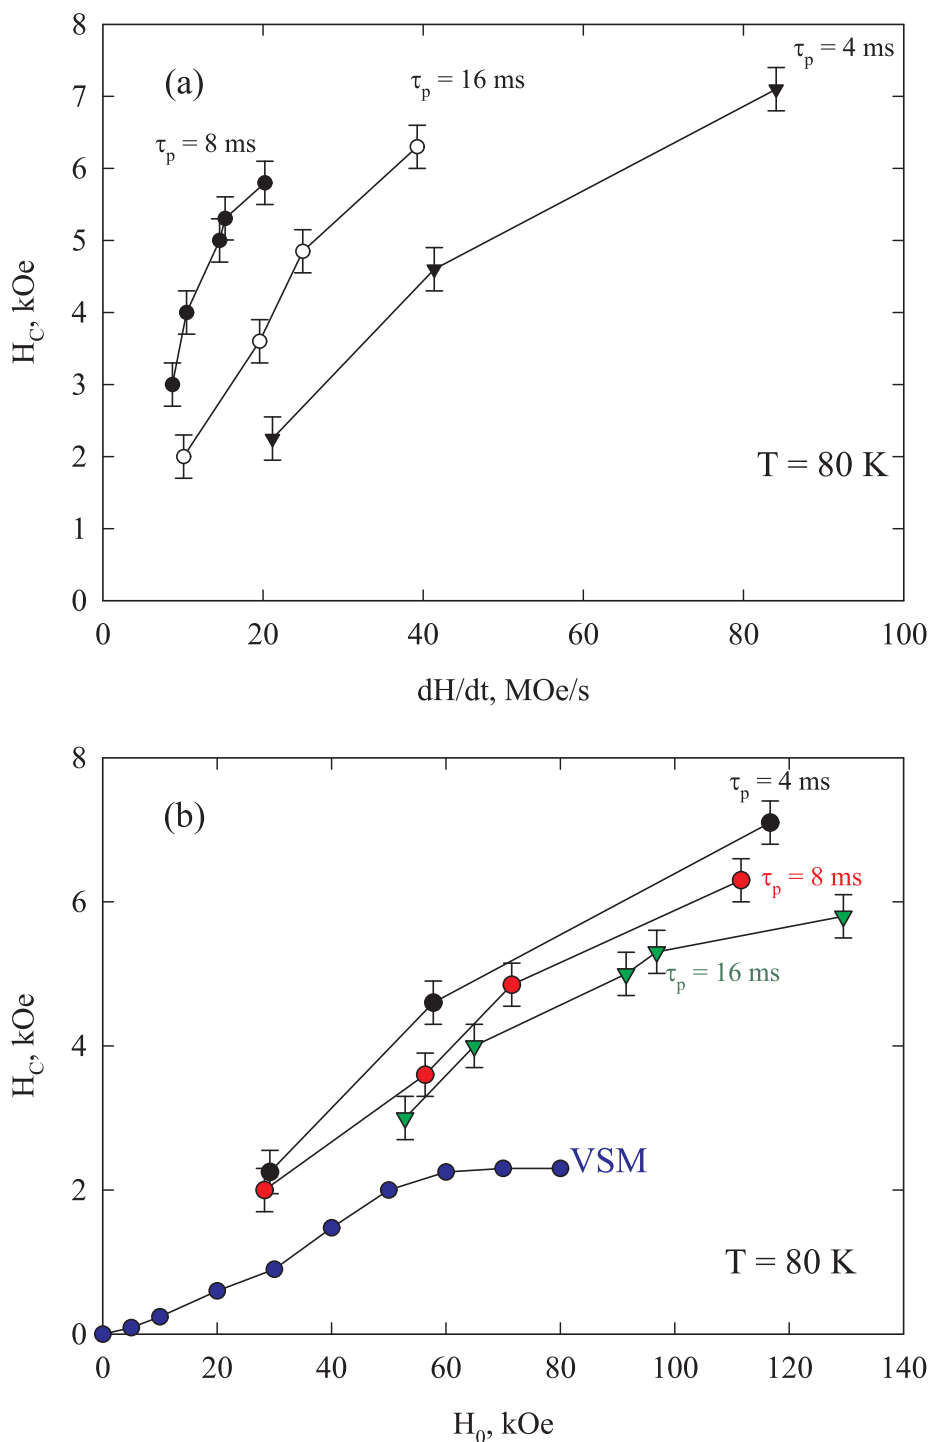 8
τp = 4 ms
(a)
τp = 16 ms
7
τp = 8 ms
6
5
HC, kOe
4
3
2
T = 80 K
1
0
0 20 40 60 80 100
dH/dt, MOe/s
8
τp = 4 ms
(b)
τp = 8 ms
6
τp = 16 ms
HC, kOe
4
VSM
2
T = 80 K
0
0 20 40 60 80 100 120 140
H0, kOe